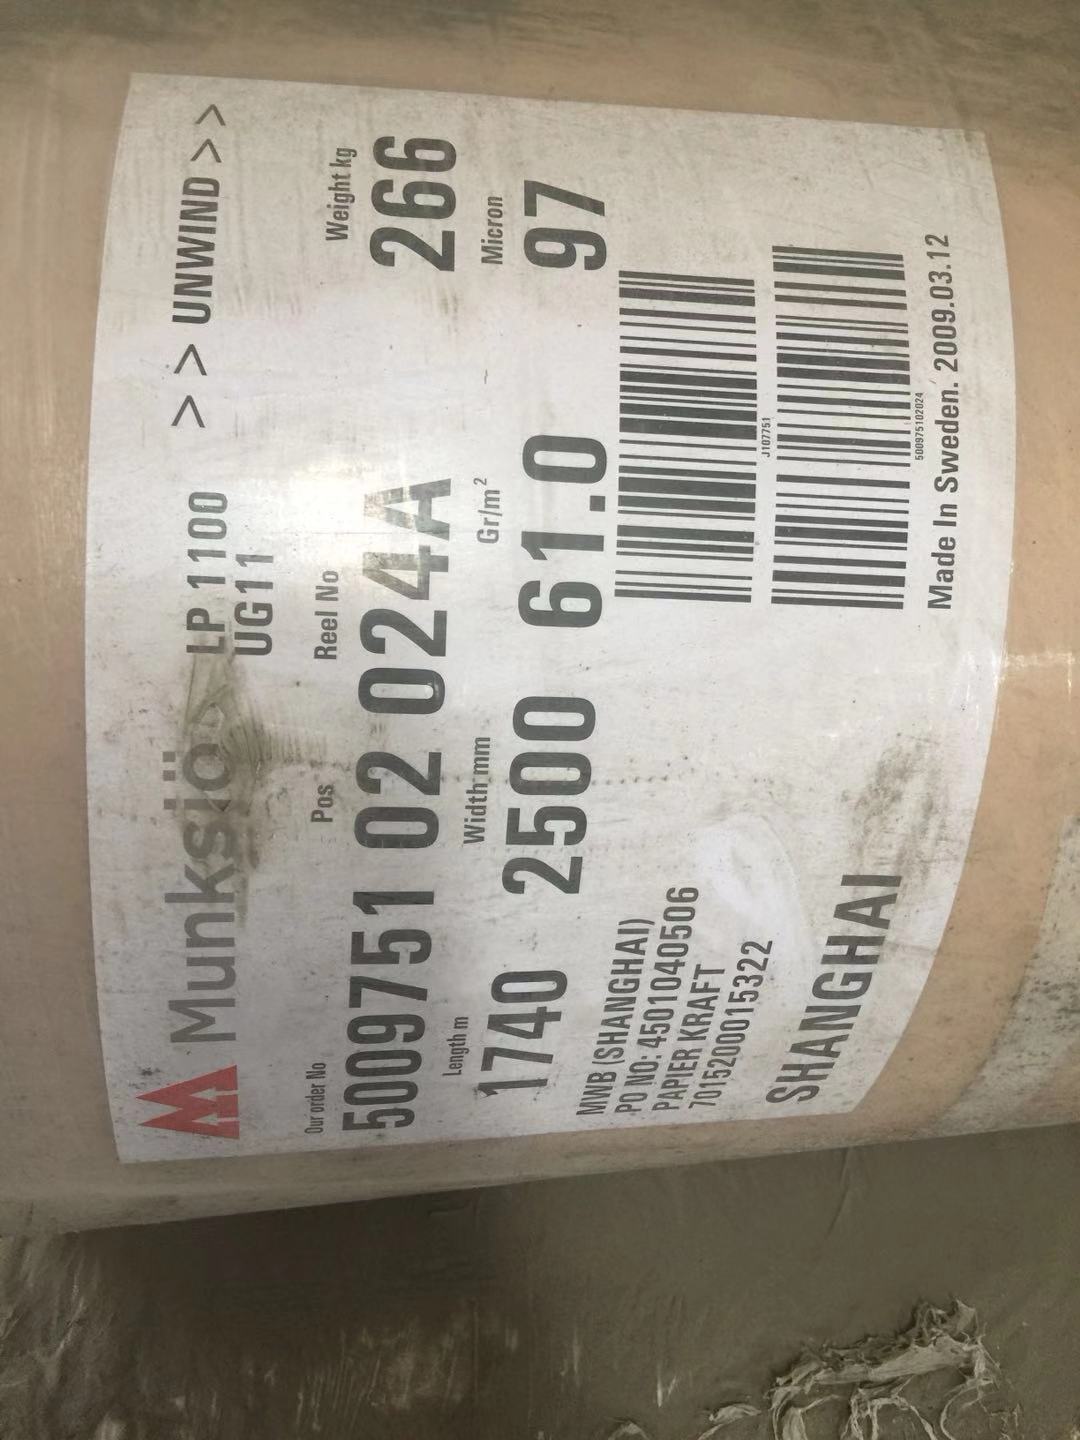 Munksjö LP 1100 > > UNWIND > >
UG11
Our order No Pos Reel No Weight kg
5009751 02 024A 266
Length m Width mm Gr/m² Micron
1740 2500 61.0 97
MWB (SHANGHAI)
PO NO: 4501040506
PAPIER KRAFT
7015200015322
J107751
SHANGHAI
500975102024
Made In Sweden. 2009.03.12